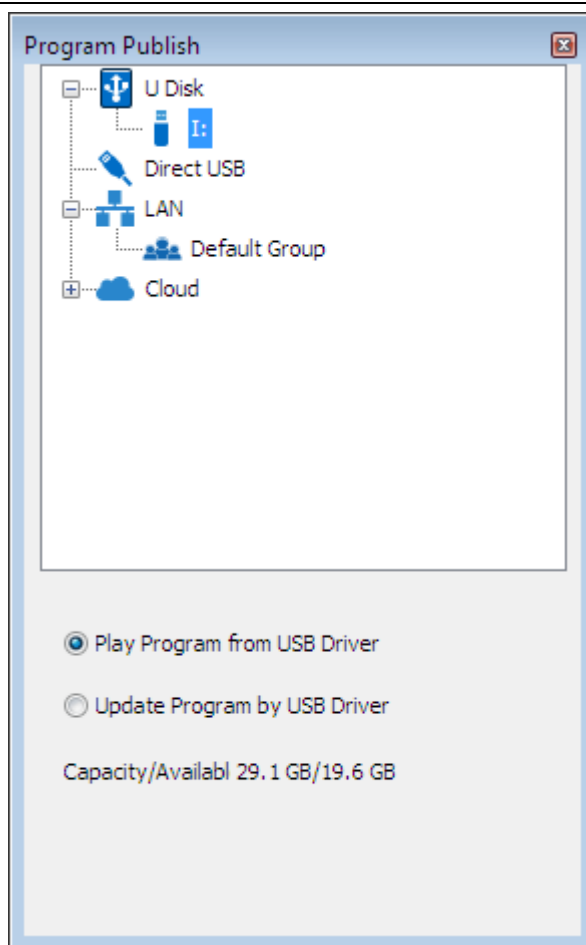 Program Publish
U Disk
I:
Direct USB
LAN
Default Group
Cloud
Play Program from USB Driver
Update Program by USB Driver
Capacity/Availabl 29.1 GB/19.6 GB